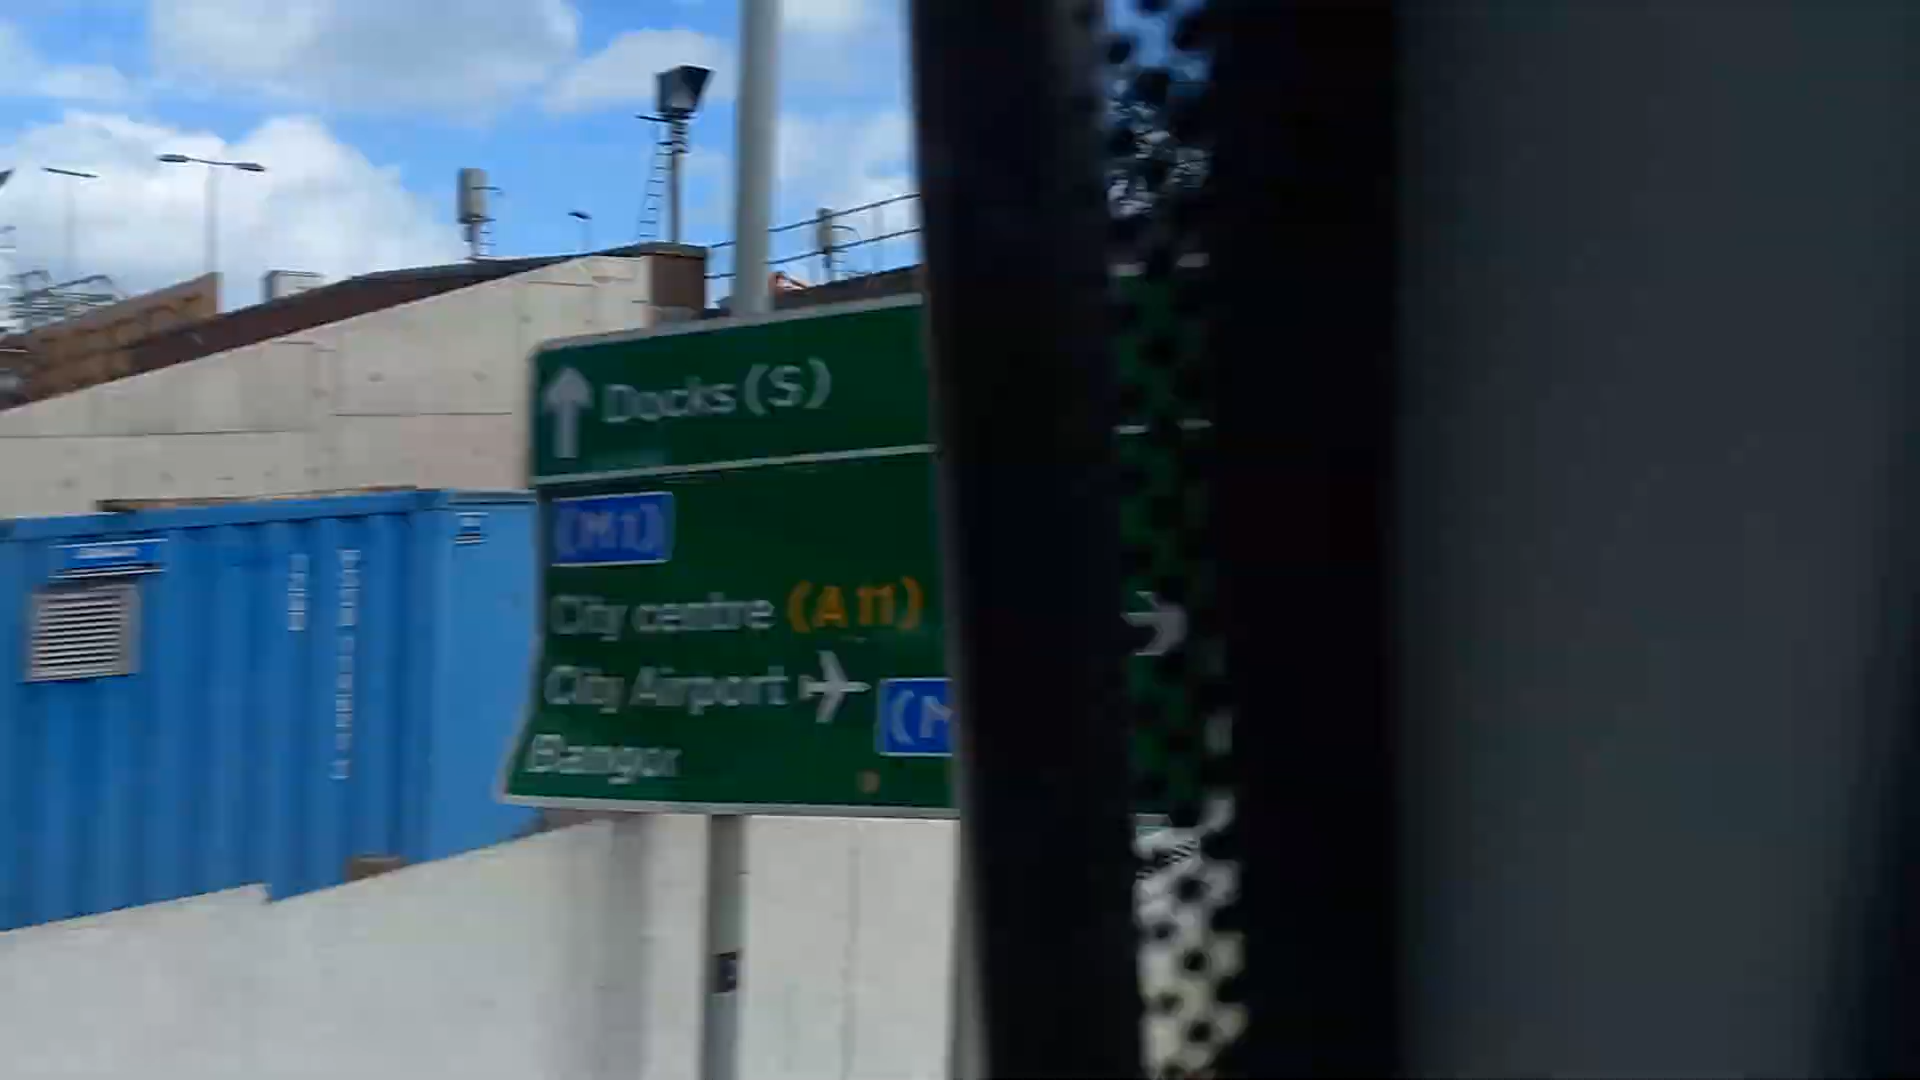 Docks (S)
(M1)
City centre (A11)
City Airport
(M
Bangor